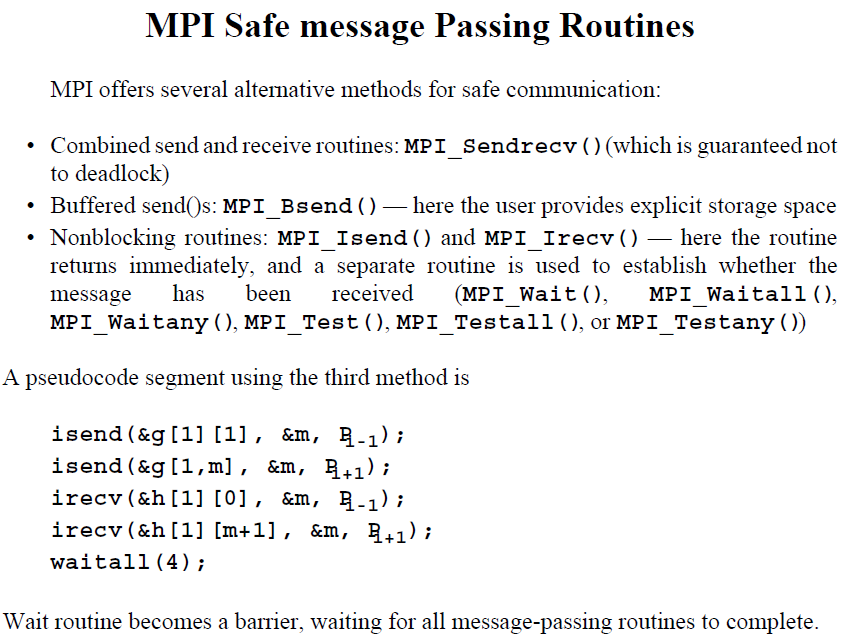 MPI Safe message Passing Routines
MPI offers several alternative methods for safe communication:
• Combined send and receive routines: MPI_Sendrecv()(which is guaranteed not
to deadlock)
• Buffered send()s: MPI_Bsend() — here the user provides explicit storage space
• Nonblocking routines: MPI_Isend() and MPI_Irecv() — here the routine
returns immediately, and a separate routine is used to establish whether the
message has been received (MPI_Wait(), MPI_Waitall(),
MPI_Waitany(), MPI_Test(), MPI_Testall(), or MPI_Testany())
A pseudocode segment using the third method is
isend(&g[1][1], &m, Pi-1);
isend(&g[1,m], &m, Pi+1);
irecv(&h[1][0], &m, Pi-1);
irecv(&h[1][m+1], &m, Pi+1);
waitall(4);
Wait routine becomes a barrier, waiting for all message-passing routines to complete.